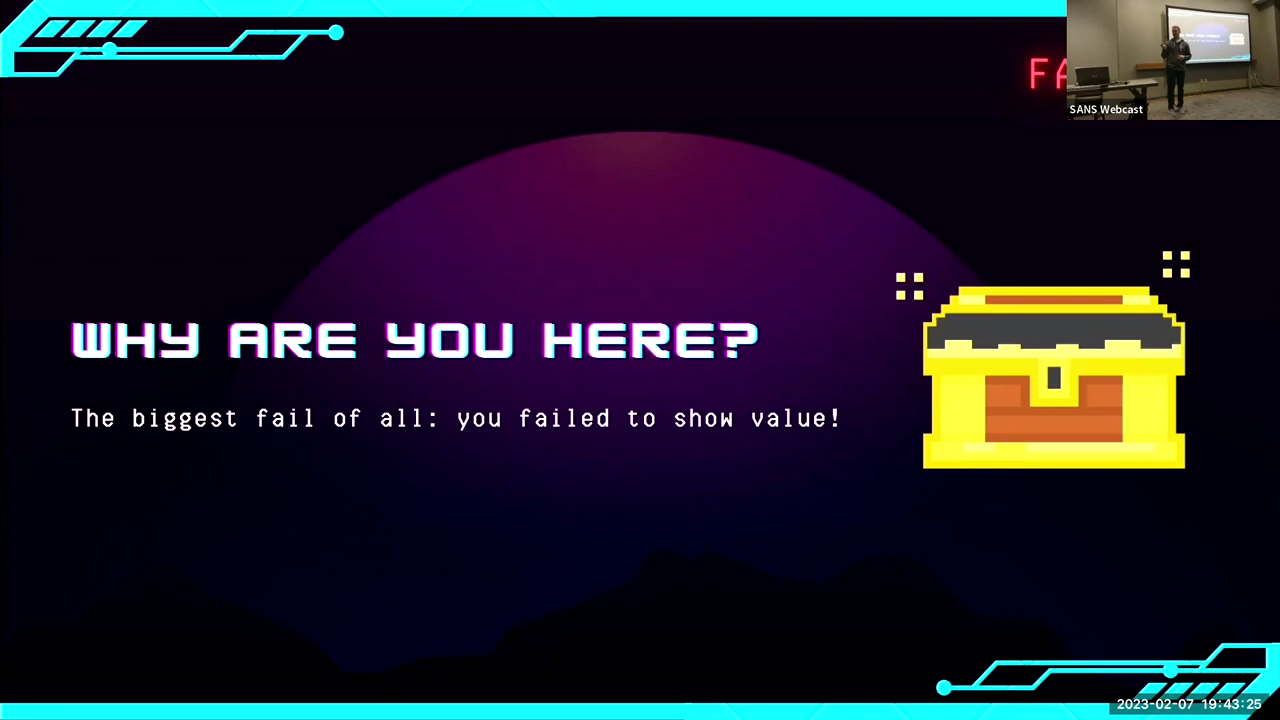 SANS Webcast
WHY ARE YOU HERE?
The biggest fail of all: you failed to show value!
2023-02-07 19:43:25